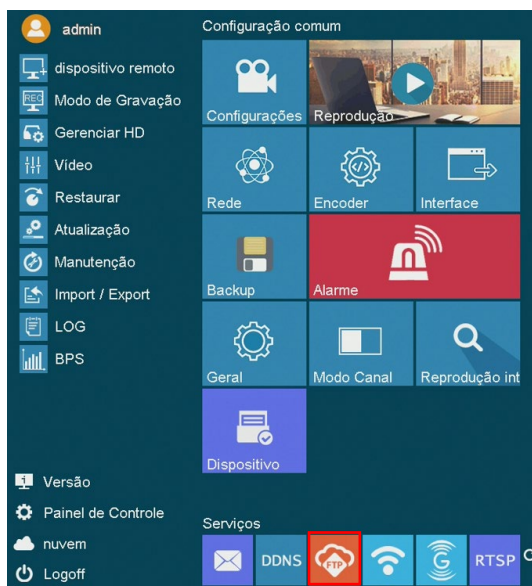 admin
dispositivo remoto
REC
Modo de Gravação
Gerenciar HD
Vídeo
Restaurar
Atualização
Manutenção
Import / Export
LOG
BPS
Versão
Painel de Controle
nuvem
Logoff
Configuração comum
Configurações
Reprodução
Rede
Encoder
Interface
Backup
Alarme
Geral
Modo Canal
Reprodução int
Dispositivo
Serviços
DDNS
FTP
G
RTSP